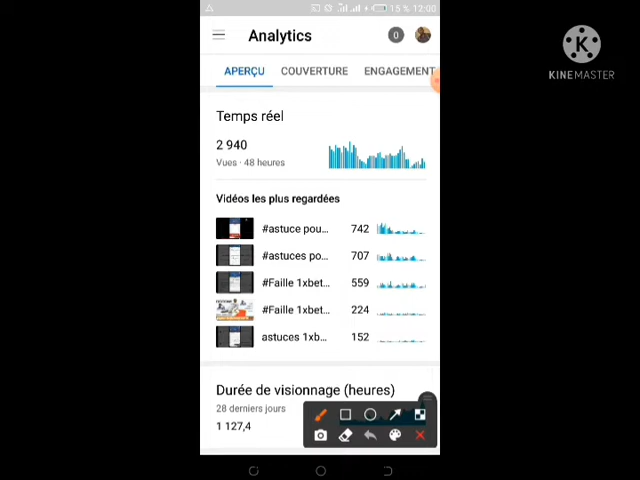 15 % 12:00
Analytics
0
K
KINEMASTER
APERÇU COUVERTURE ENGAGEMENT
Temps réel
2 940
Vues · 48 heures
Vidéos les plus regardées
#astuce pou... 742
#astuces po... 707
#Faille 1xbet... 559
#Faille 1xbet... 224
astuces 1xb... 152
Durée de visionnage (heures)
28 derniers jours
1 127,4